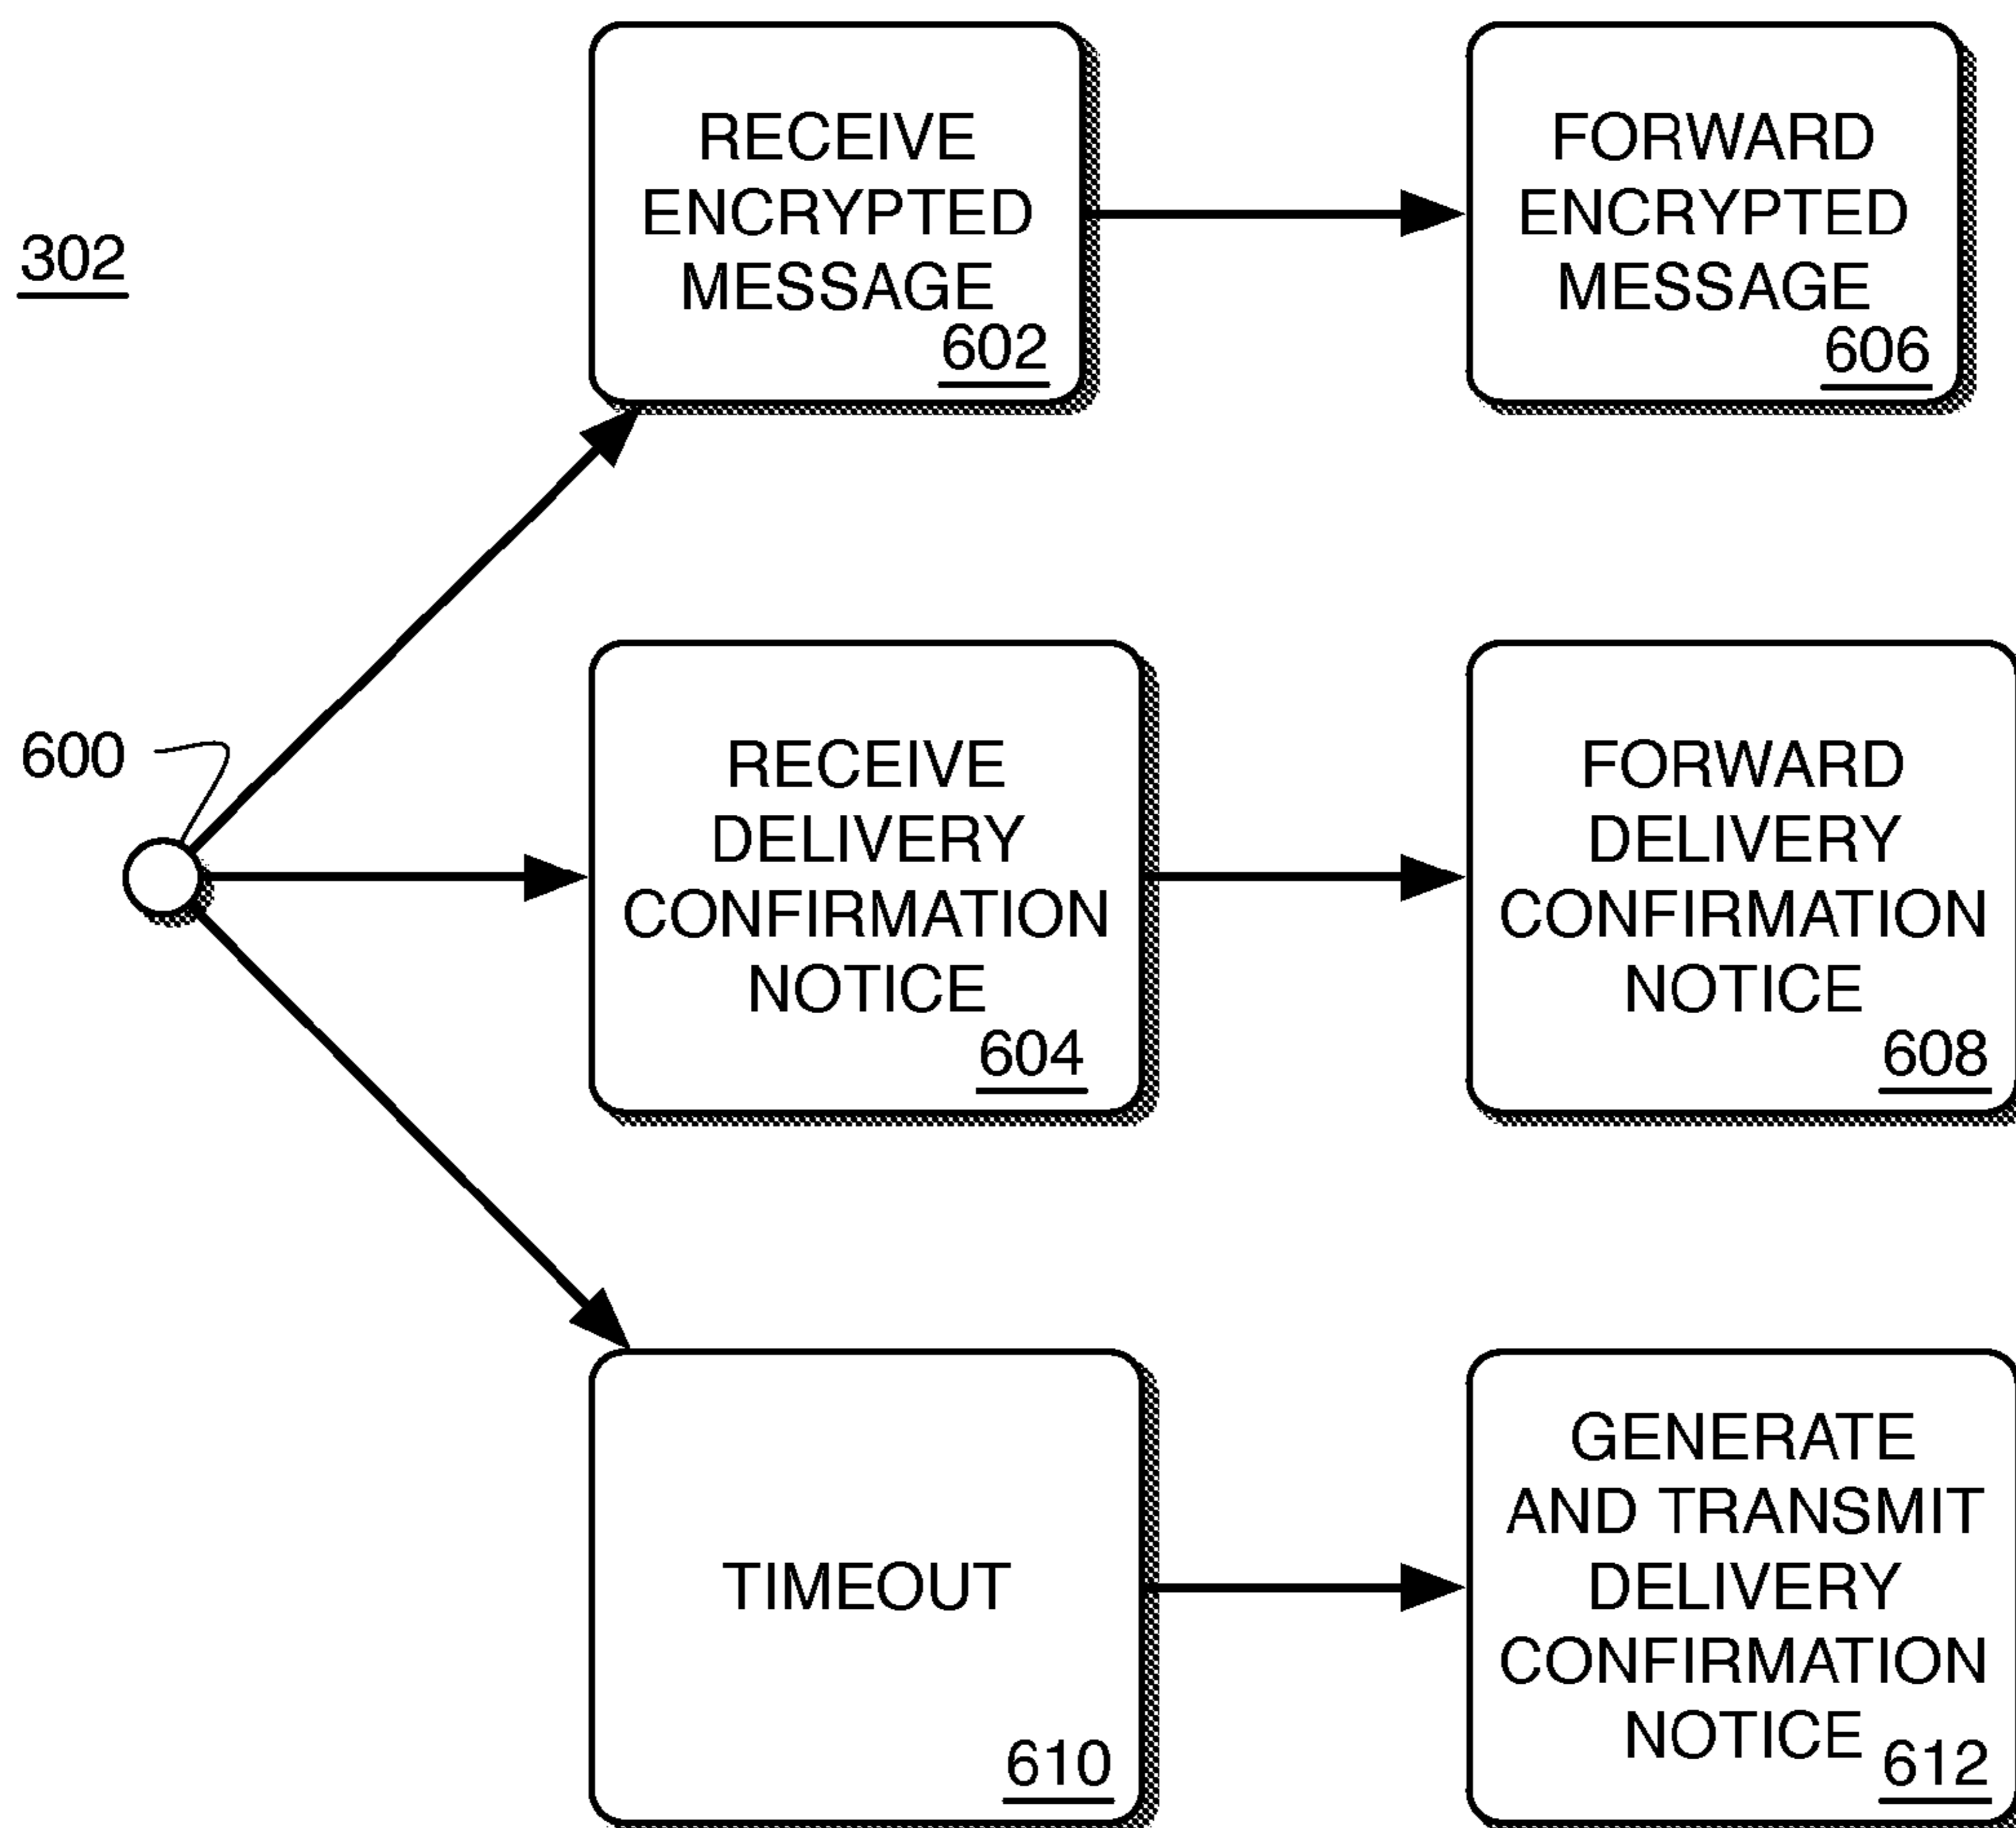 302
RECEIVE
ENCRYPTED
MESSAGE
602
FORWARD
ENCRYPTED
MESSAGE
606
600
RECEIVE
DELIVERY
CONFIRMATION
NOTICE
604
FORWARD
DELIVERY
CONFIRMATION
NOTICE
608
TIMEOUT
610
GENERATE
AND TRANSMIT
DELIVERY
CONFIRMATION
NOTICE
612